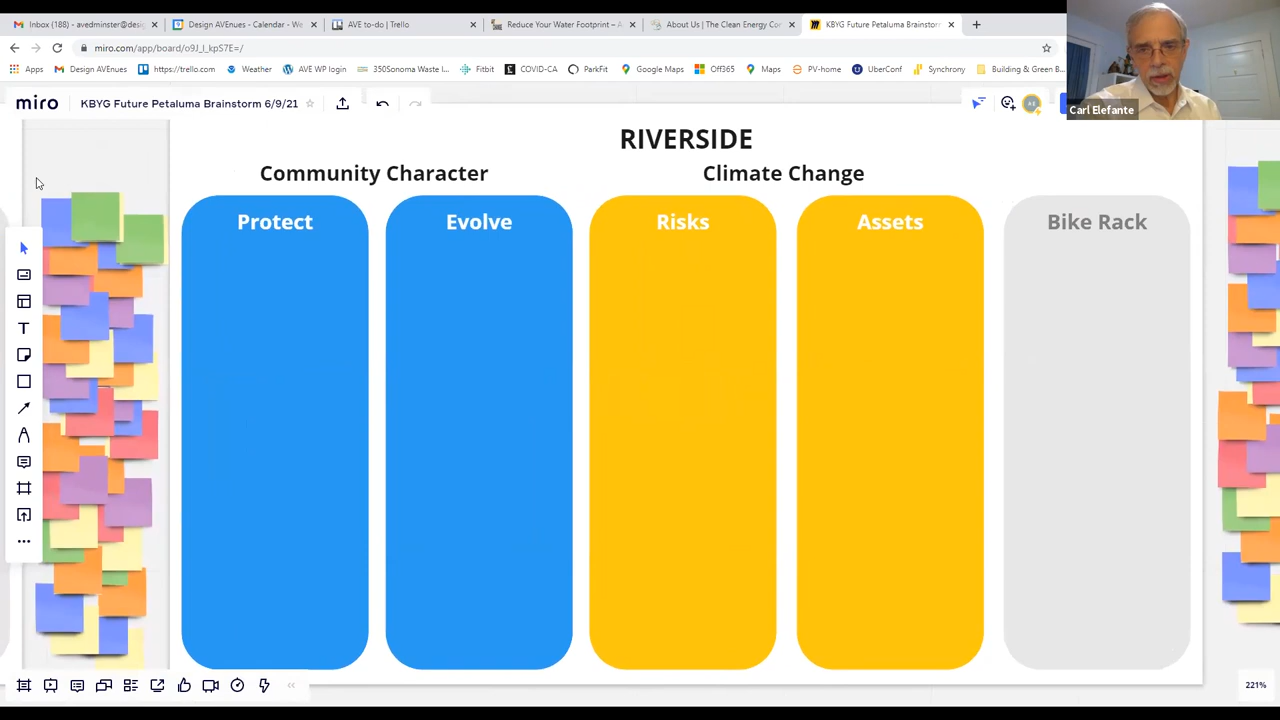 Inbox (188) - avedminster@desig
Design AVEnues - Calendar - We
AVE to-do | Trello
Reduce Your Water Footprint – A
About Us | The Clean Energy Co
KBYG Future Petaluma Brainstorm
miro.com/app/board/o9J_l_kpS7E=/
Apps
Design AVEnues
https://trello.com
Weather
AVE WP login
350Sonoma Waste I...
Fitbit
COVID-CA
ParkFit
Google Maps
Off365
Maps
PV-home
UberConf
Synchrony
Building & Green B...
Carl Elefante
miro
KBYG Future Petaluma Brainstorm 6/9/21
RIVERSIDE
Community Character
Climate Change
Protect
Evolve
Risks
Assets
Bike Rack
221%